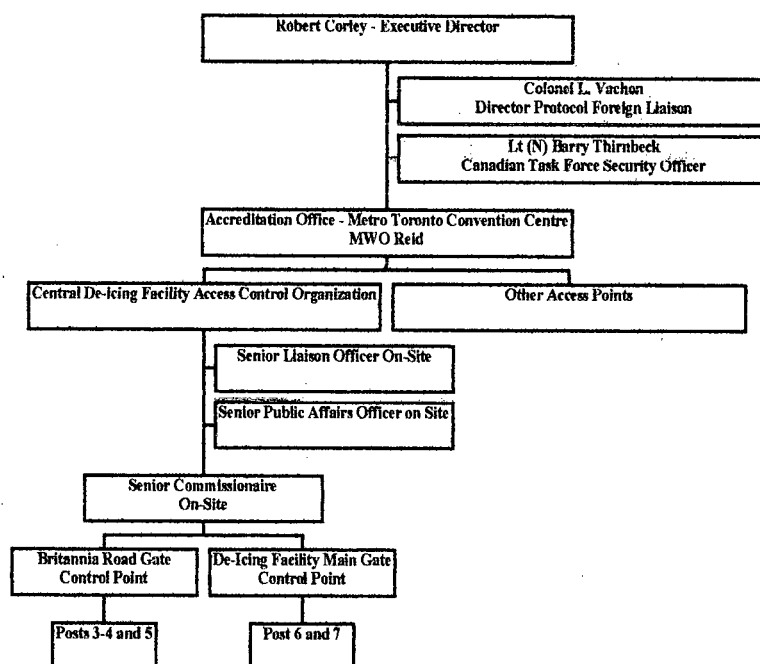 Robert Corley - Executive Director
Colonel L. Vachon
Director Protocol Foreign Liaison
Lt (N) Barry Thirnbeck
Canadian Task Force Security Officer
Accreditation Office - Metro Toronto Convention Centre
MWO Reid
Central De-icing Facility Access Control Organization
Other Access Points
Senior Liaison Officer On-Site
Senior Public Affairs Officer on Site
Senior Commissionaire
On-Site
Britannia Road Gate
Control Point
De-Icing Facility Main Gate
Control Point
Posts 3-4 and 5
Post 6 and 7